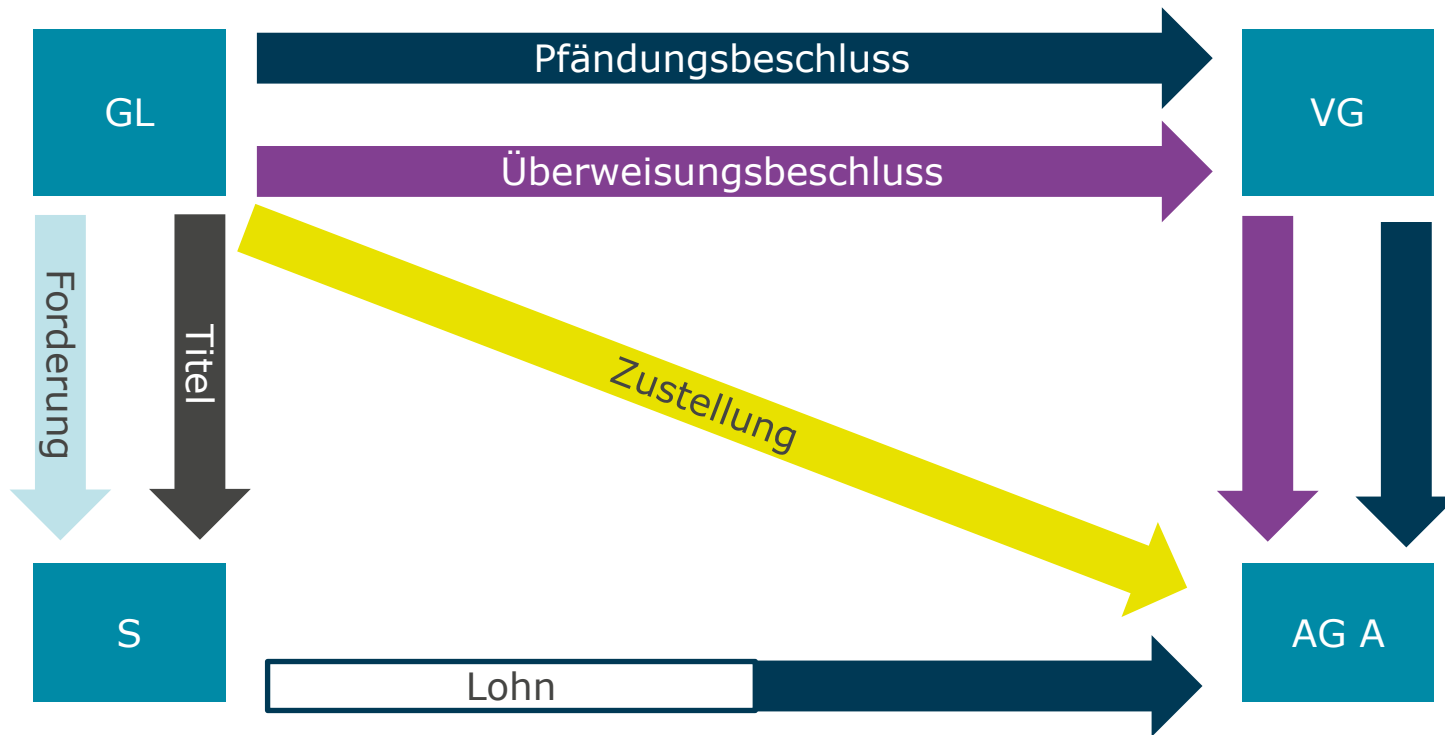 Pfändungsbeschluss
GL
VG
Überweisungsbeschluss
Forderung
Titel
Zustellung
S
AG A
Lohn